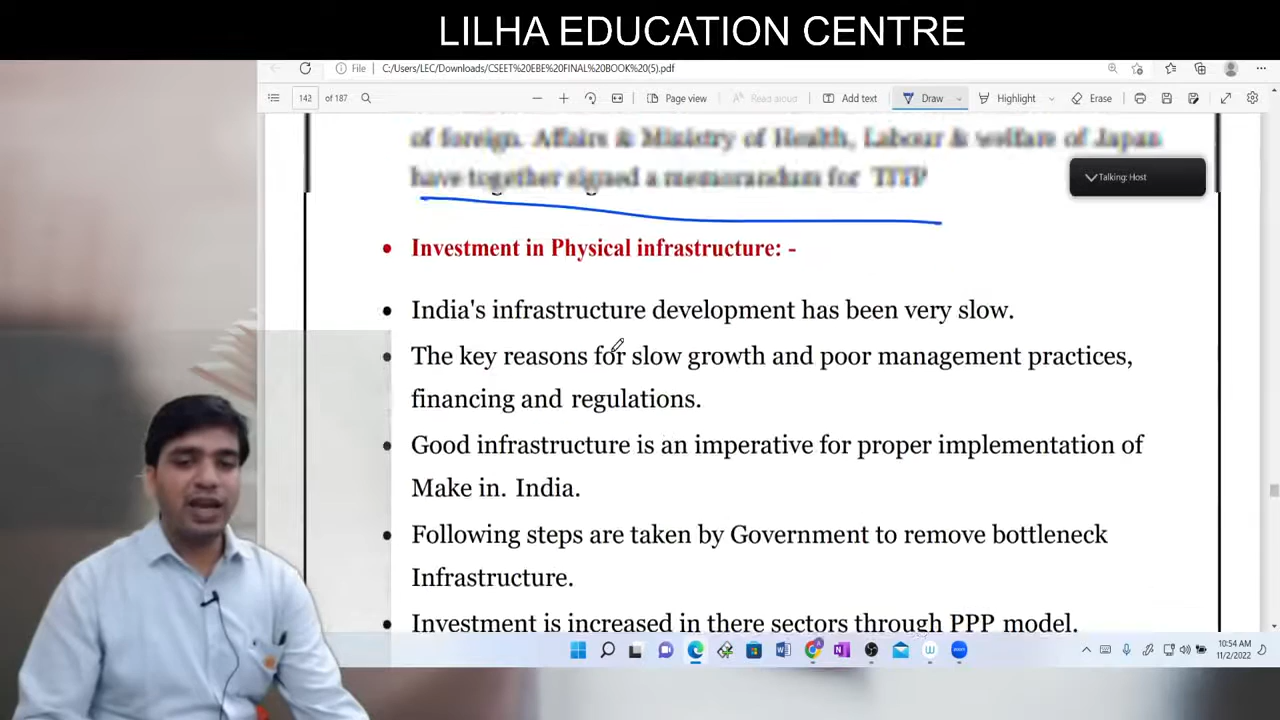 LILHA EDUCATION CENTRE
File C:/Users/LEC/Downloads/CSEET%20EBE%20FINAL%20BOOK%20(5).pdf
142 of 187 Page view Read aloud Add text Draw Highlight Erase
of foreign. Affairs & Ministry of Health, Labour & welfare of Japan
have together signed a memorandum for TITP
Talking: Host
• Investment in Physical infrastructure: -
• India's infrastructure development has been very slow.
• The key reasons for slow growth and poor management practices,
financing and regulations.
• Good infrastructure is an imperative for proper implementation of
Make in. India.
• Following steps are taken by Government to remove bottleneck
Infrastructure.
• Investment is increased in there sectors through PPP model.
10:54 AM
11/2/2022